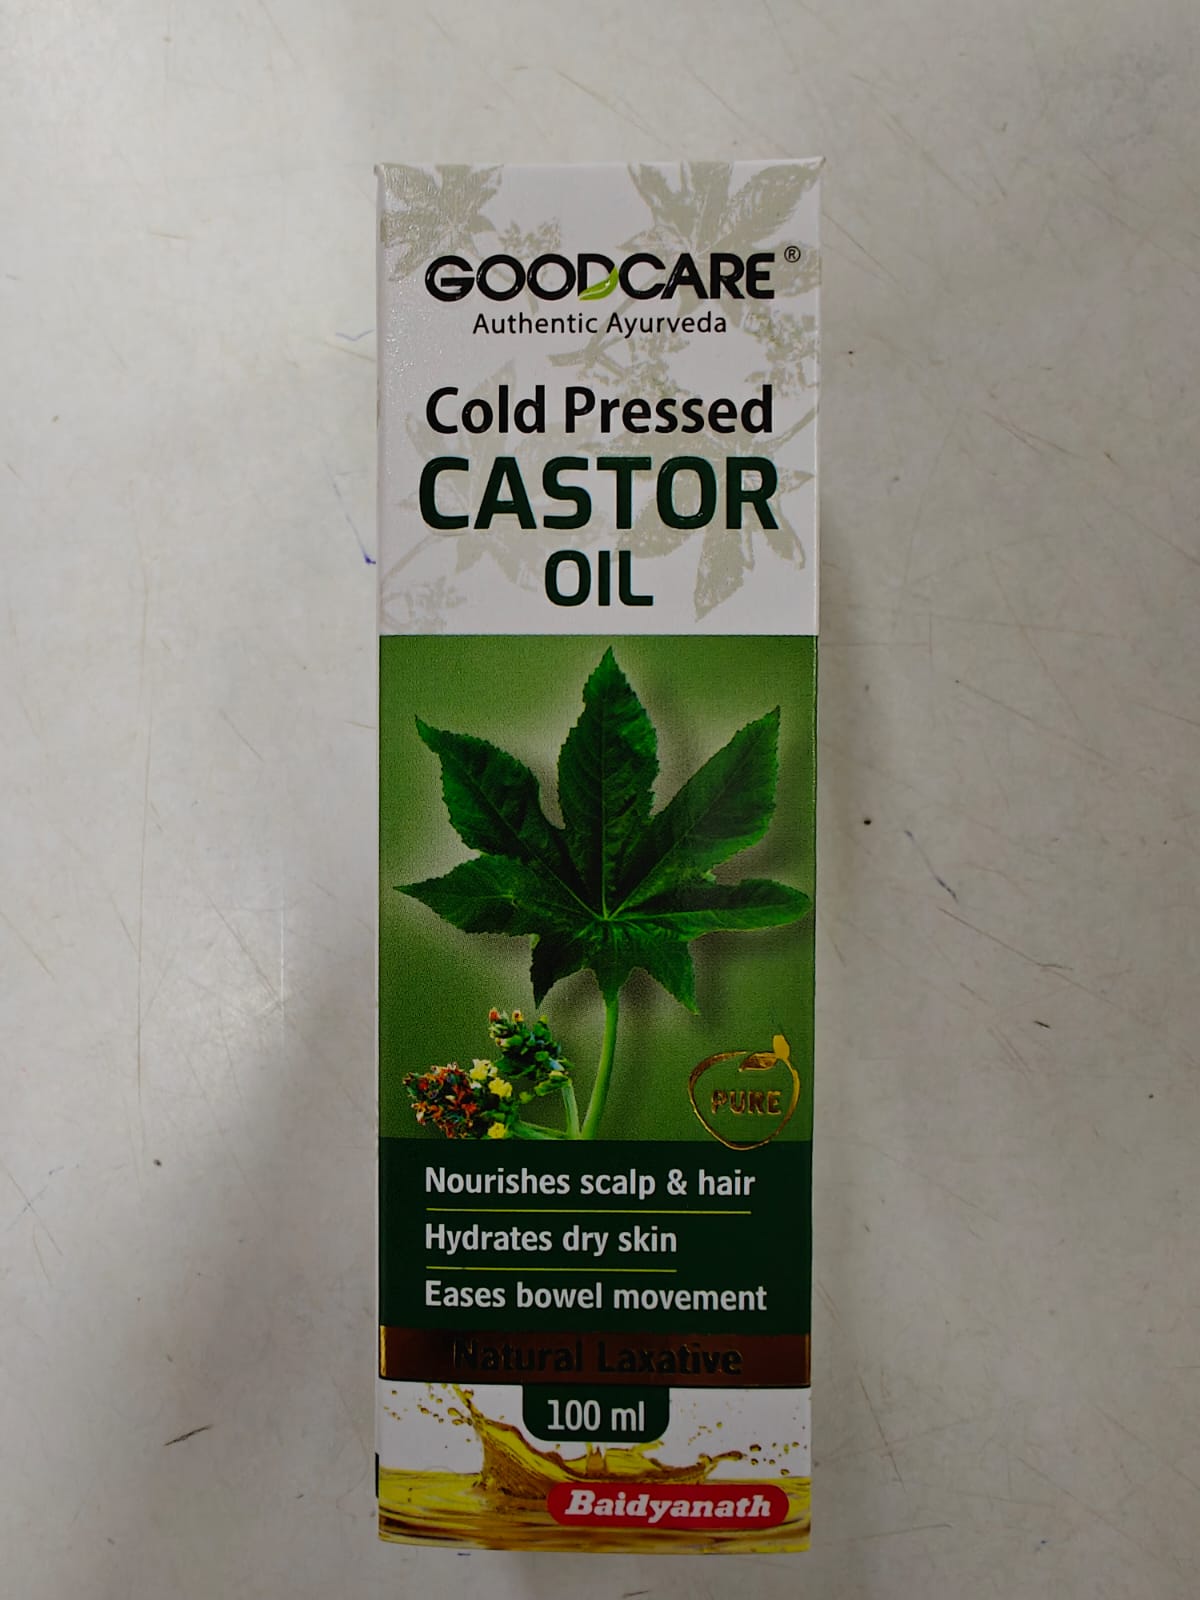 GOODCARE ®
Authentic Ayurveda
Cold Pressed
CASTOR
OIL
PURE
Nourishes scalp & hair
Hydrates dry skin
Eases bowel movement
Natural Laxative
100 ml
Baidyanath